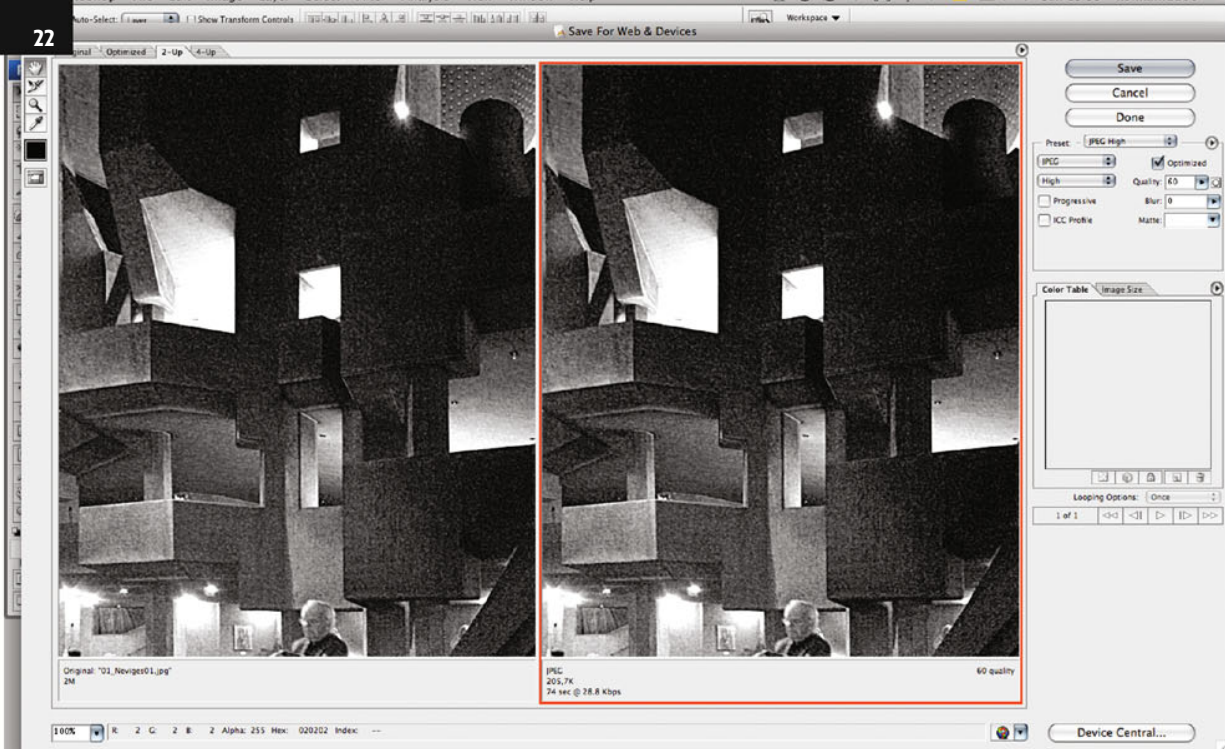 Auto-Select: Show Transform Controls Workspace
22
Save For Web & Devices
Optimized 2-Up 4-Up
Save
Cancel
Done
Preset: JPEG High
JPEG Optimized
High Quality: 60
Progressive Blur: 0
ICC Profile Matte:
Color Table Image Size
Looping Options: Once
1 of 1
Original: "01_Neviges01.jpg"
2M
JPEG 60 quality
205,7K
74 sec @ 28.8 Kbps
100% R: 2 G: 2 B: 2 Alpha: 255 Hex: 020202 Index: --
Device Central...